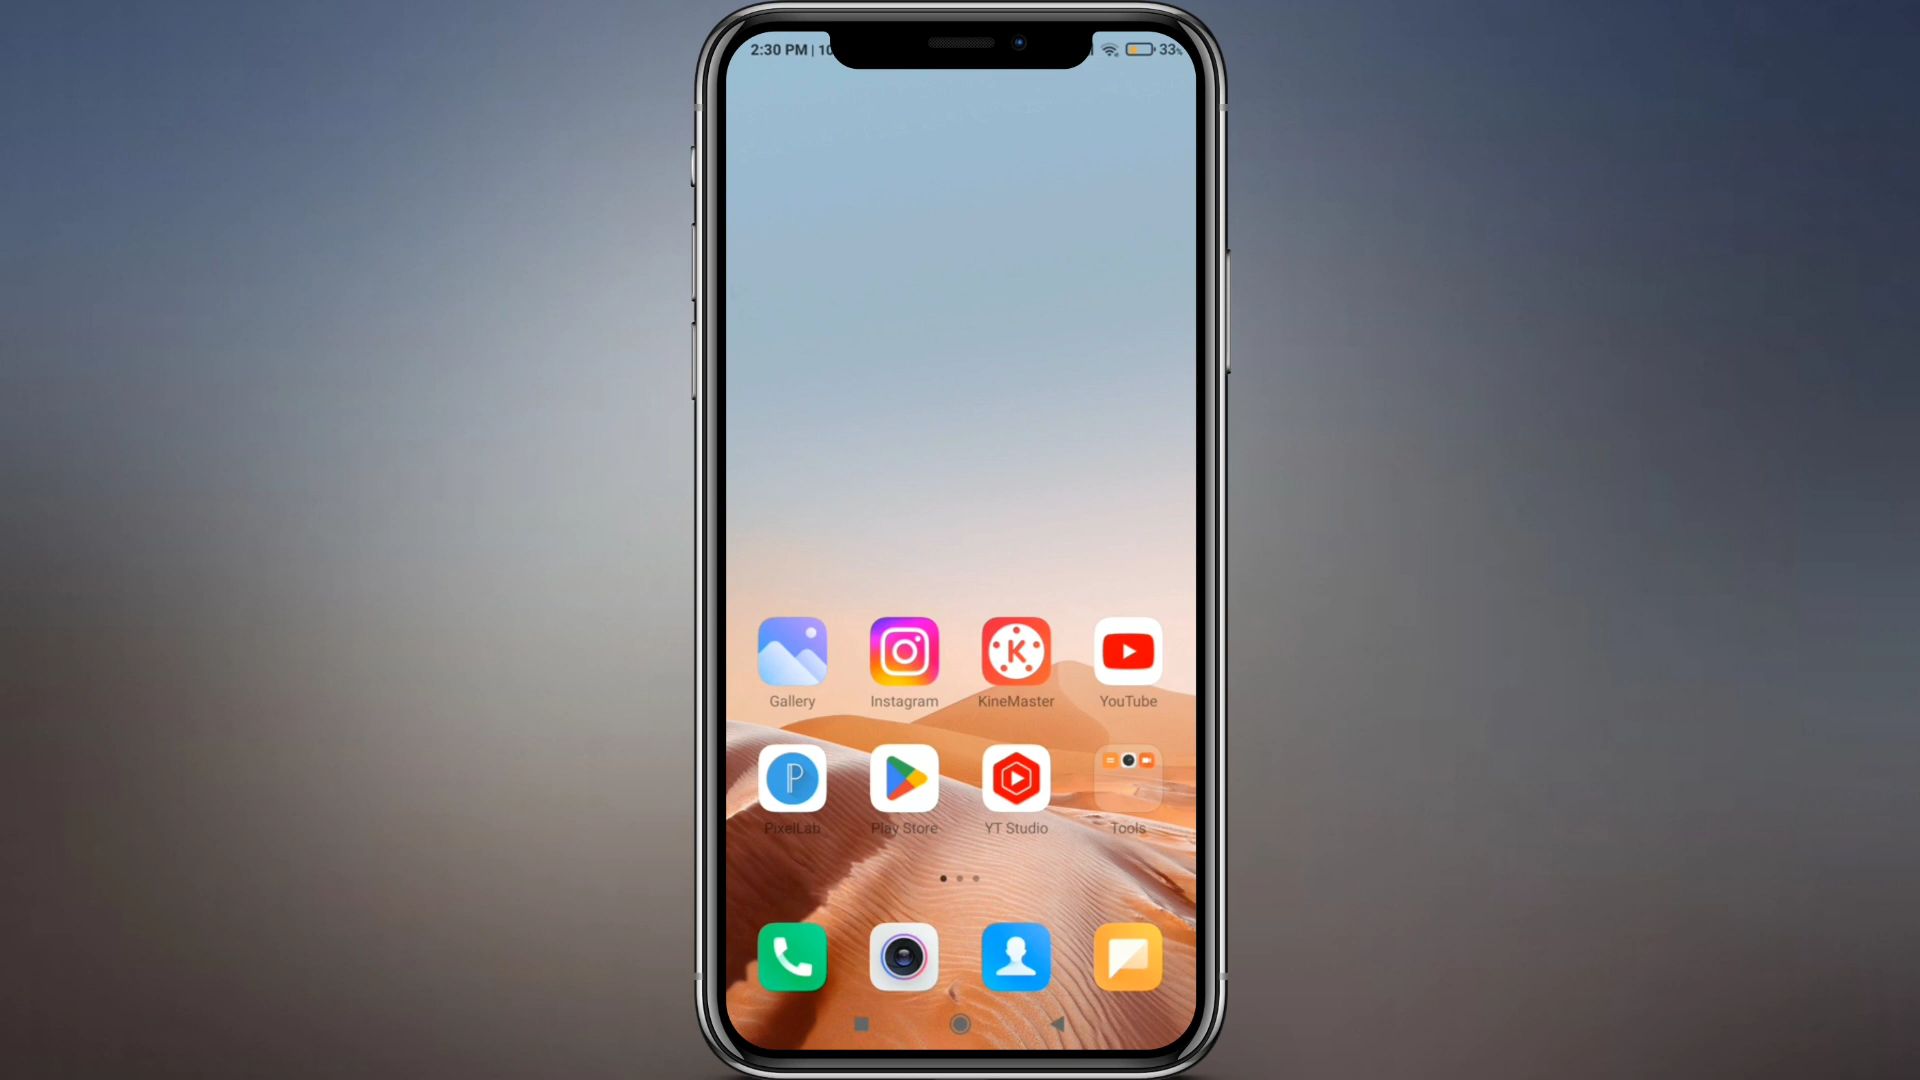 2:30 PM | 10
33%
Gallery
Instagram
KineMaster
YouTube
PixelLab
Play Store
YT Studio
Tools